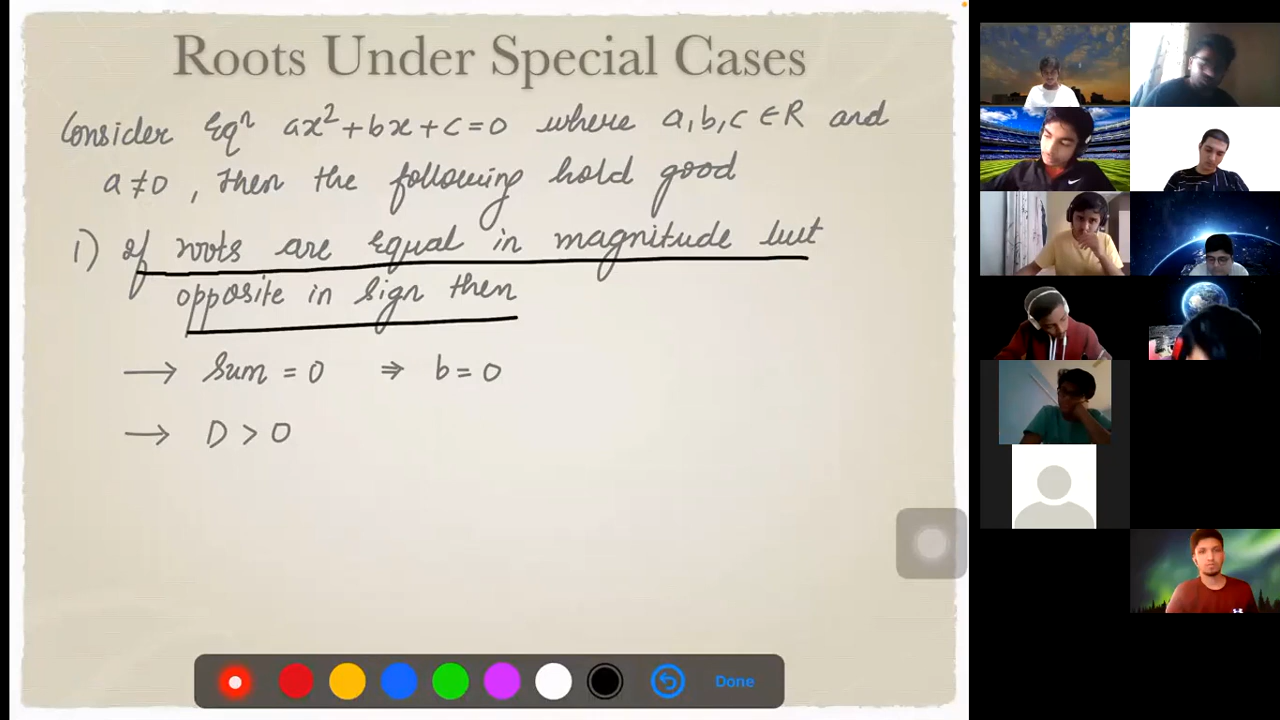 Roots Under Special Cases
Consider Eqⁿ ax²+bx+c=0 where a,b,c ∈ R and
a≠0, then the following hold good
1) If roots are Equal in magnitude but
opposite in sign then
→ Sum = 0 ⇒ b = 0
→ D > 0
Done